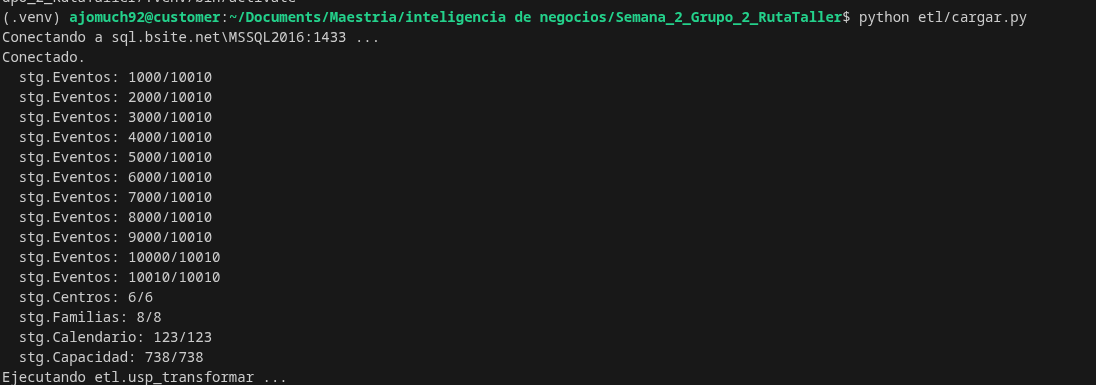 (.venv) ajomuch92@customer:~/Documents/Maestria/inteligencia de negocios/Semana_2_Grupo_2_RutaTaller$ python etl/cargar.py
Conectando a sql.bsite.net\MSSQL2016:1433 ...
Conectado.
  stg.Eventos: 1000/10010
  stg.Eventos: 2000/10010
  stg.Eventos: 3000/10010
  stg.Eventos: 4000/10010
  stg.Eventos: 5000/10010
  stg.Eventos: 6000/10010
  stg.Eventos: 7000/10010
  stg.Eventos: 8000/10010
  stg.Eventos: 9000/10010
  stg.Eventos: 10000/10010
  stg.Eventos: 10010/10010
  stg.Centros: 6/6
  stg.Familias: 8/8
  stg.Calendario: 123/123
  stg.Capacidad: 738/738
Ejecutando etl.usp_transformar ...